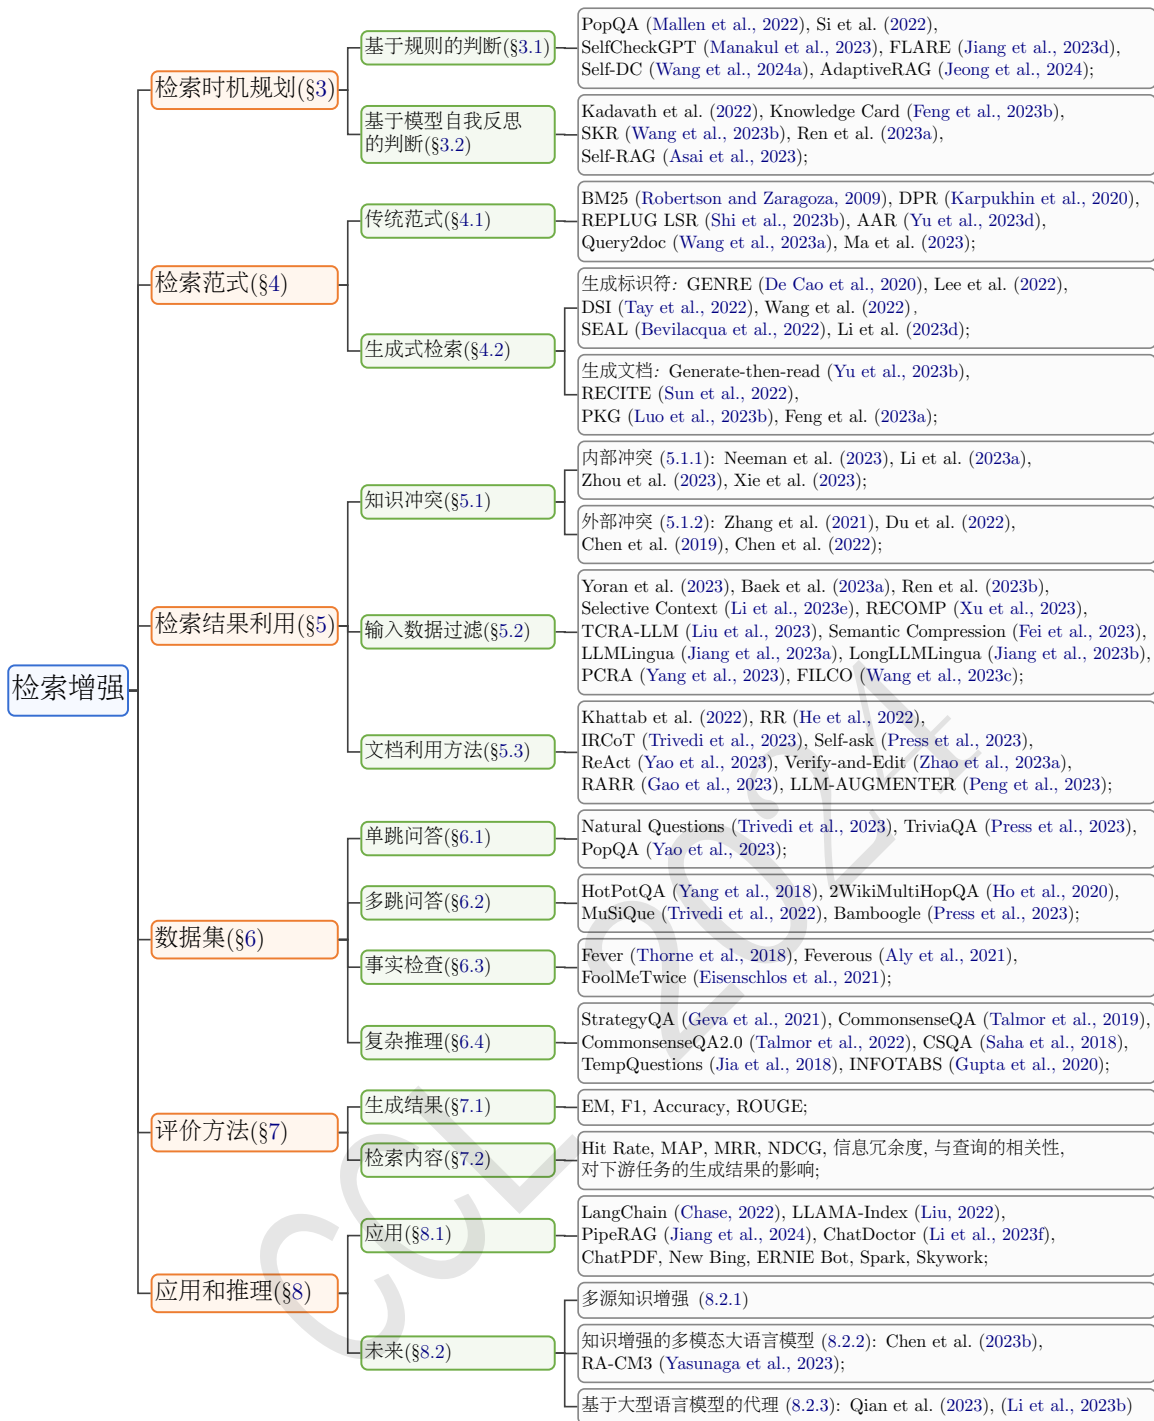 检索增强
检索时机规划(§3)
基于规则的判断(§3.1)
PopQA (Mallen et al., 2022), Si et al. (2022),
SelfCheckGPT (Manakul et al., 2023), FLARE (Jiang et al., 2023d),
Self-DC (Wang et al., 2024a), AdaptiveRAG (Jeong et al., 2024);
基于模型自我反思
的判断(§3.2)
Kadavath et al. (2022), Knowledge Card (Feng et al., 2023b),
SKR (Wang et al., 2023b), Ren et al. (2023a),
Self-RAG (Asai et al., 2023);
检索范式(§4)
传统范式(§4.1)
BM25 (Robertson and Zaragoza, 2009), DPR (Karpukhin et al., 2020),
REPLUG LSR (Shi et al., 2023b), AAR (Yu et al., 2023d),
Query2doc (Wang et al., 2023a), Ma et al. (2023);
生成式检索(§4.2)
生成标识符: GENRE (De Cao et al., 2020), Lee et al. (2022),
DSI (Tay et al., 2022), Wang et al. (2022),
SEAL (Bevilacqua et al., 2022), Li et al. (2023d);
生成文档: Generate-then-read (Yu et al., 2023b),
RECITE (Sun et al., 2022),
PKG (Luo et al., 2023b), Feng et al. (2023a);
检索结果利用(§5)
知识冲突(§5.1)
内部冲突 (5.1.1): Neeman et al. (2023), Li et al. (2023a),
Zhou et al. (2023), Xie et al. (2023);
外部冲突 (5.1.2): Zhang et al. (2021), Du et al. (2022),
Chen et al. (2019), Chen et al. (2022);
输入数据过滤(§5.2)
Yoran et al. (2023), Baek et al. (2023a), Ren et al. (2023b),
Selective Context (Li et al., 2023e), RECOMP (Xu et al., 2023),
TCRA-LLM (Liu et al., 2023), Semantic Compression (Fei et al., 2023),
LLMLingua (Jiang et al., 2023a), LongLLMLingua (Jiang et al., 2023b),
PCRA (Yang et al., 2023), FILCO (Wang et al., 2023c);
文档利用方法(§5.3)
Khattab et al. (2022), RR (He et al., 2022),
IRCoT (Trivedi et al., 2023), Self-ask (Press et al., 2023),
ReAct (Yao et al., 2023), Verify-and-Edit (Zhao et al., 2023a),
RARR (Gao et al., 2023), LLM-AUGMENTER (Peng et al., 2023);
数据集(§6)
单跳问答(§6.1)
Natural Questions (Trivedi et al., 2023), TriviaQA (Press et al., 2023),
PopQA (Yao et al., 2023);
多跳问答(§6.2)
HotPotQA (Yang et al., 2018), 2WikiMultiHopQA (Ho et al., 2020),
MuSiQue (Trivedi et al., 2022), Bamboogle (Press et al., 2023);
事实检查(§6.3)
Fever (Thorne et al., 2018), Feverous (Aly et al., 2021),
FoolMeTwice (Eisenschlos et al., 2021);
复杂推理(§6.4)
StrategyQA (Geva et al., 2021), CommonsenseQA (Talmor et al., 2019),
CommonsenseQA2.0 (Talmor et al., 2022), CSQA (Saha et al., 2018),
TempQuestions (Jia et al., 2018), INFOTABS (Gupta et al., 2020);
评价方法(§7)
生成结果(§7.1)
EM, F1, Accuracy, ROUGE;
检索内容(§7.2)
Hit Rate, MAP, MRR, NDCG, 信息冗余度, 与查询的相关性,
对下游任务的生成结果的影响;
应用和推理(§8)
应用(§8.1)
LangChain (Chase, 2022), LLAMA-Index (Liu, 2022),
PipeRAG (Jiang et al., 2024), ChatDoctor (Li et al., 2023f),
ChatPDF, New Bing, ERNIE Bot, Spark, Skywork;
未来(§8.2)
多源知识增强 (8.2.1)
知识增强的多模态大语言模型 (8.2.2): Chen et al. (2023b),
RA-CM3 (Yasunaga et al., 2023);
基于大型语言模型的代理 (8.2.3): Qian et al. (2023), (Li et al., 2023b)
CCL 2024